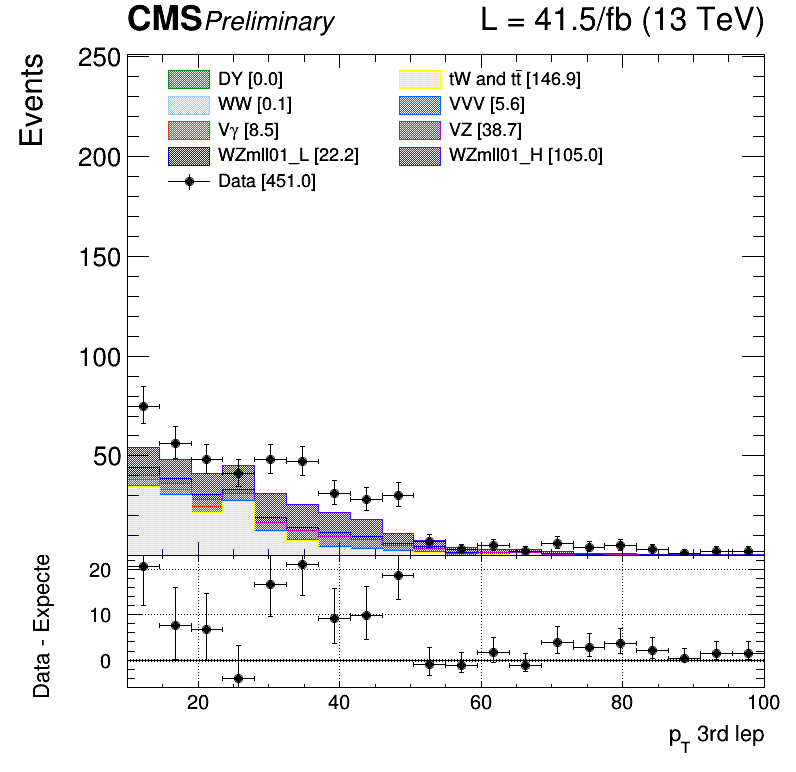 CMS Preliminary L = 41.5/fb (13 TeV)
Events
250
200
150
100
50
DY [0.0]
tW and tt̅ [146.9]
WW [0.1]
VVV [5.6]
Vγ [8.5]
VZ [38.7]
WZmll01_L [22.2]
WZmll01_H [105.0]
Data [451.0]
Data - Expecte
20
10
0
20 40 60 80 100
p_T 3rd lep